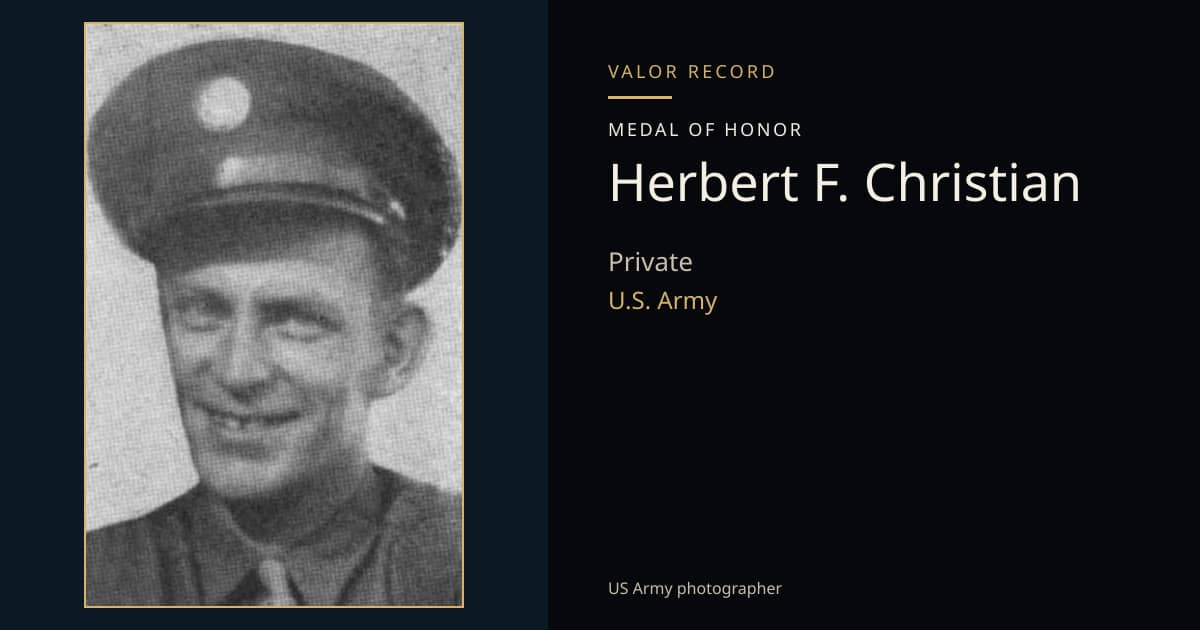 VALOR RECORD
MEDAL OF HONOR
Herbert F. Christian
Private
U.S. Army
US Army photographer